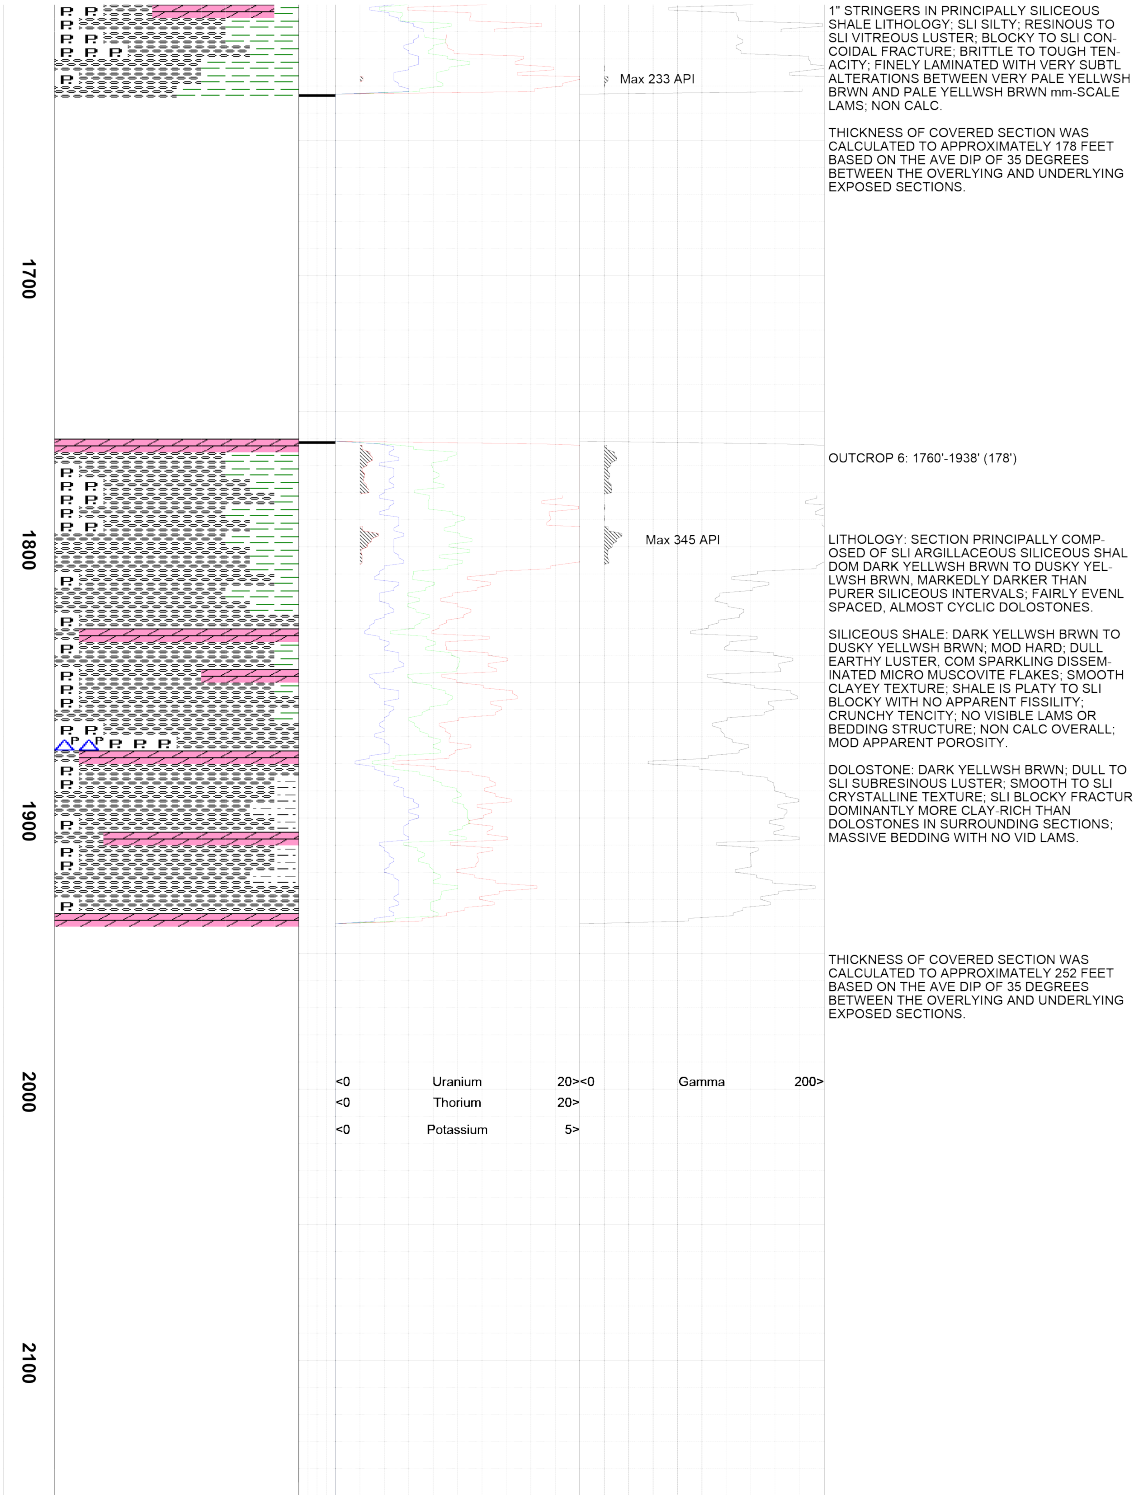 1" STRINGERS IN PRINCIPALLY SILICEOUS
SHALE LITHOLOGY; SLI SILTY; RESINOUS TO
SLI VITREOUS LUSTER; BLOCKY TO SLI CON-
COIDAL FRACTURE; BRITTLE TO TOUGH TEN-
ACITY; FINELY LAMINATED WITH VERY SUBTL
ALTERATIONS BETWEEN VERY PALE YELLWSH
BRWN AND PALE YELLWSH BRWN mm-SCALE
LAMS; NON CALC.
Max 233 API
THICKNESS OF COVERED SECTION WAS
CALCULATED TO APPROXIMATELY 178 FEET
BASED ON THE AVE DIP OF 35 DEGREES
BETWEEN THE OVERLYING AND UNDERLYING
EXPOSED SECTIONS.
1700
OUTCROP 6: 1760'-1938' (178')
1800
Max 345 API
LITHOLOGY: SECTION PRINCIPALLY COMP-
OSED OF SLI ARGILLACEOUS SILICEOUS SHAL
DOM DARK YELLWSH BRWN TO DUSKY YEL-
LWSH BRWN, MARKEDLY DARKER THAN
PURER SILICEOUS INTERVALS; FAIRLY EVENL
SPACED, ALMOST CYCLIC DOLOSTONES.
SILICEOUS SHALE: DARK YELLWSH BRWN TO
DUSKY YELLWSH BRWN; MOD HARD; DULL
EARTHY LUSTER, COM SPARKLING DISSEM-
INATED MICRO MUSCOVITE FLAKES; SMOOTH
CLAYEY TEXTURE; SHALE IS PLATY TO SLI
BLOCKY WITH NO APPARENT FISSILITY;
CRUNCHY TENCITY; NO VISIBLE LAMS OR
BEDDING STRUCTURE; NON CALC OVERALL;
MOD APPARENT POROSITY.
DOLOSTONE: DARK YELLWSH BRWN; DULL TO
SLI SUBRESINOUS LUSTER; SMOOTH TO SLI
CRYSTALLINE TEXTURE; SLI BLOCKY FRACTUR
DOMINANTLY MORE CLAY-RICH THAN
DOLOSTONES IN SURROUNDING SECTIONS;
MASSIVE BEDDING WITH NO VID LAMS.
1900
THICKNESS OF COVERED SECTION WAS
CALCULATED TO APPROXIMATELY 252 FEET
BASED ON THE AVE DIP OF 35 DEGREES
BETWEEN THE OVERLYING AND UNDERLYING
EXPOSED SECTIONS.
2000
<0 Uranium 20><0 Gamma 200>
<0 Thorium 20>
<0 Potassium 5>
2100